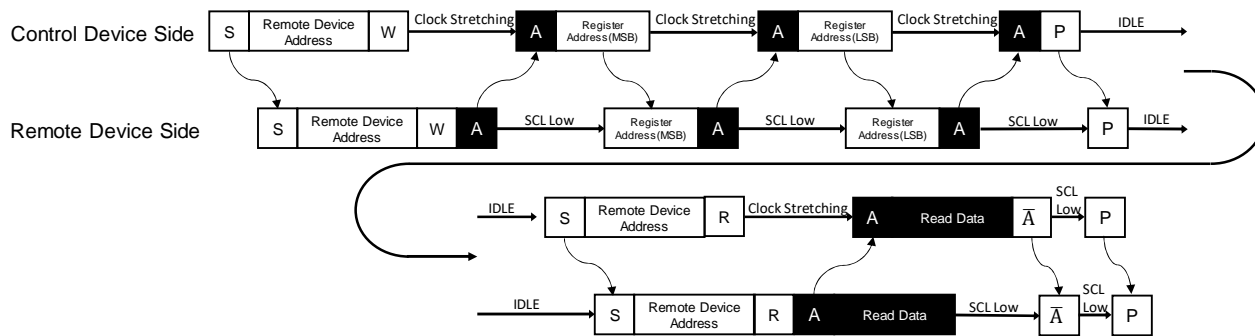 Control Device Side
S
Remote Device
Address
W
Clock Stretching
A
Register
Address(MSB)
Clock Stretching
A
Register
Address(LSB)
Clock Stretching
A
P
IDLE
Remote Device Side
S
Remote Device
Address
W
A
SCL Low
Register
Address(MSB)
A
SCL Low
Register
Address(LSB)
A
SCL Low
P
IDLE
IDLE
S
Remote Device
Address
R
Clock Stretching
A
Read Data
A̅
SCL
Low
P
IDLE
S
Remote Device
Address
R
A
Read Data
SCL Low
A̅
SCL
Low
P